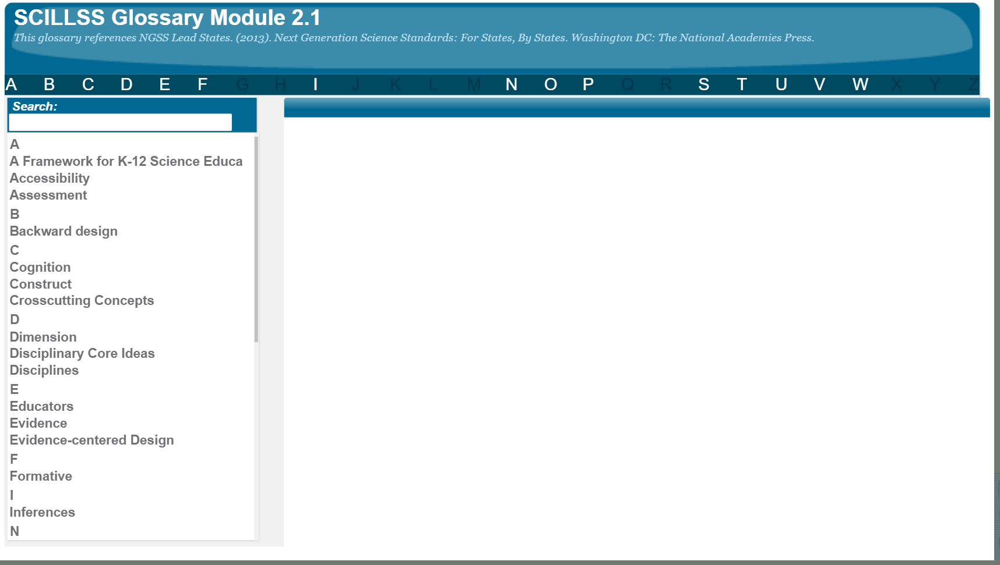 SCILLSS Glossary Module 2.1
This glossary references NGSS Lead States. (2013). Next Generation Science Standards: For States, By States. Washington DC: The National Academies Press.
A B C D E F G H I J K L M N O P Q R S T U V W X Y Z
Search:
A
A Framework for K-12 Science Educa
Accessibility
Assessment
B
Backward design
C
Cognition
Construct
Crosscutting Concepts
D
Dimension
Disciplinary Core Ideas
Disciplines
E
Educators
Evidence
Evidence-centered Design
F
Formative
I
Inferences
N